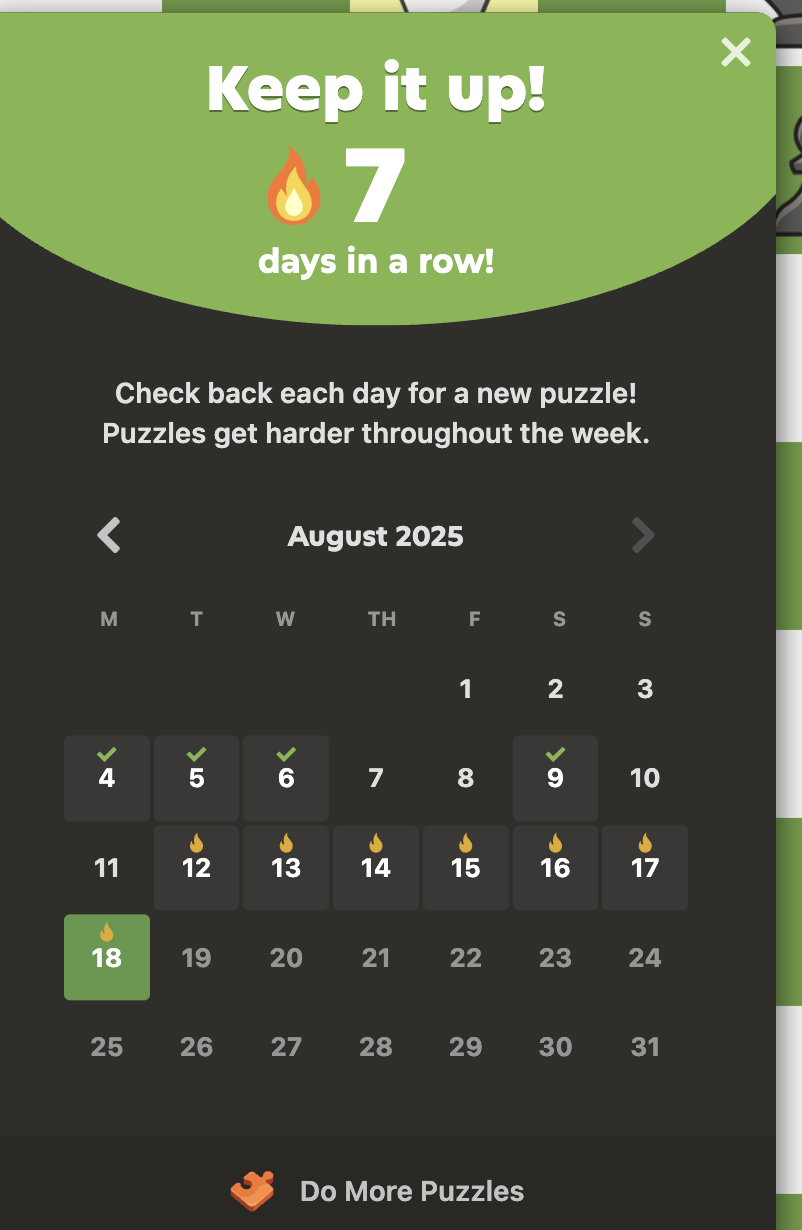 Keep it up!
7
days in a row!
Check back each day for a new puzzle!
Puzzles get harder throughout the week.
August 2025
M T W TH F S S
1 2 3
4 5 6 7 8 9 10
11 12 13 14 15 16 17
18 19 20 21 22 23 24
25 26 27 28 29 30 31
Do More Puzzles